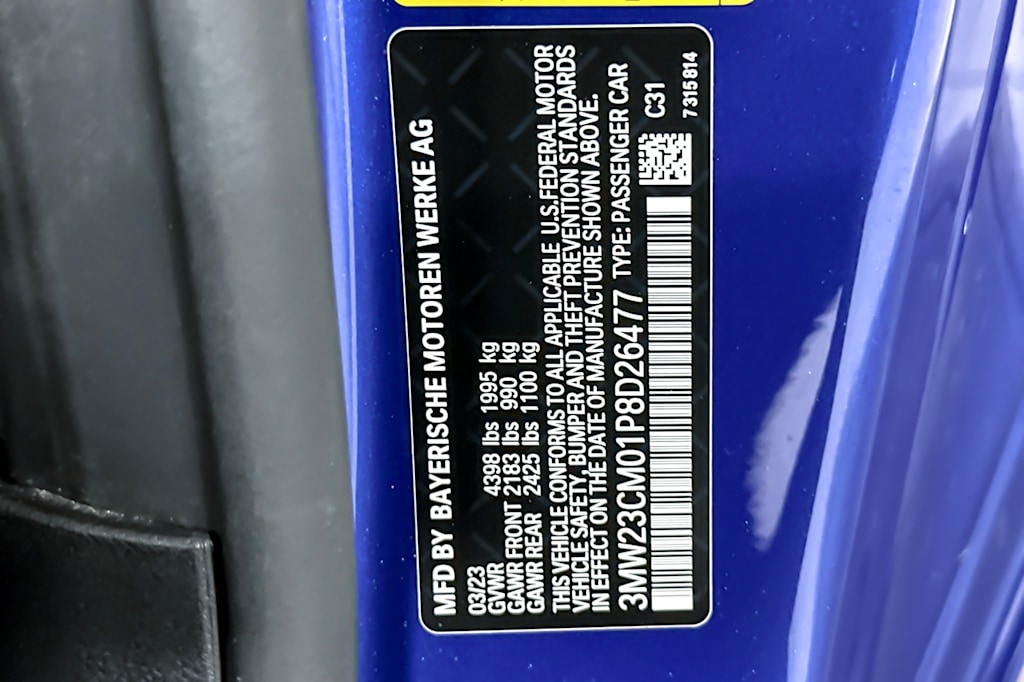 MFD BY BAYERISCHE MOTOREN WERKE AG
03/23
GVWR 4398 lbs 1995 kg
GAWR FRONT 2183 lbs 990 kg
GAWR REAR 2425 lbs 1100 kg
THIS VEHICLE CONFORMS TO ALL APPLICABLE U.S.FEDERAL MOTOR
VEHICLE SAFETY, BUMPER AND THEFT PREVENTION STANDARDS
IN EFFECT ON THE DATE OF MANUFACTURE SHOWN ABOVE.
3MW23CM01P8D26477 TYPE: PASSENGER CAR
C31
7315814